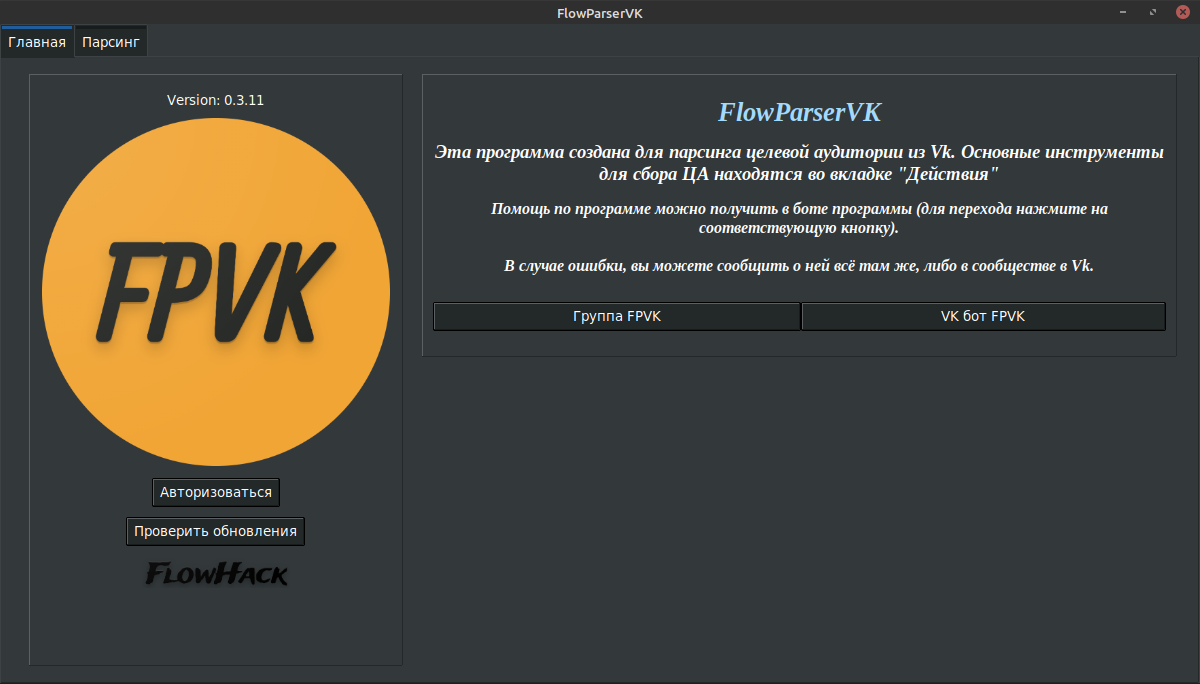 FlowParserVK
Главная
Парсинг
Version: 0.3.11
FPVK
Авторизоваться
Проверить обновления
FLOWHACK
FlowParserVK
Эта программа создана для парсинга целевой аудитории из Vk. Основные инструменты
для сбора ЦА находятся во вкладке "Действия"
Помощь по программе можно получить в боте программы (для перехода нажмите на
соответствующую кнопку).
В случае ошибки, вы можете сообщить о ней всё там же, либо в сообществе в Vk.
Группа FPVK
VK бот FPVK